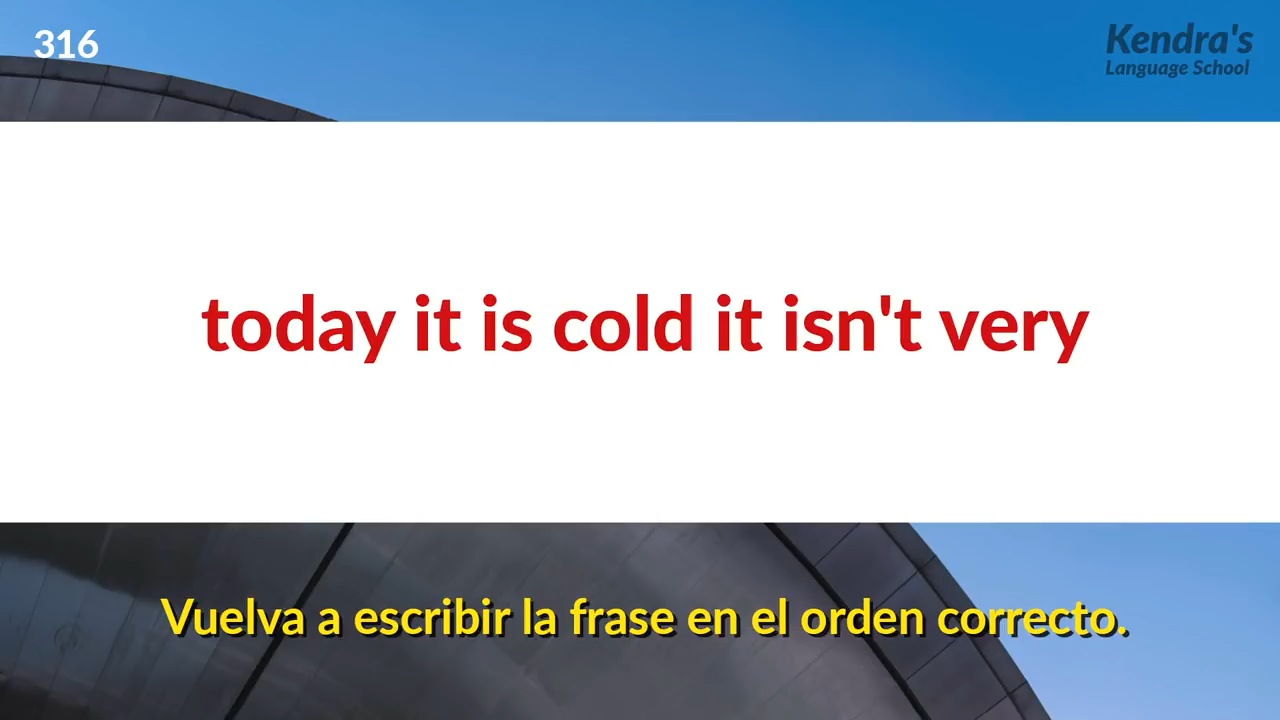 316
Kendra's
Language School
today it is cold it isn't very
Vuelva a escribir la frase en el orden correcto.